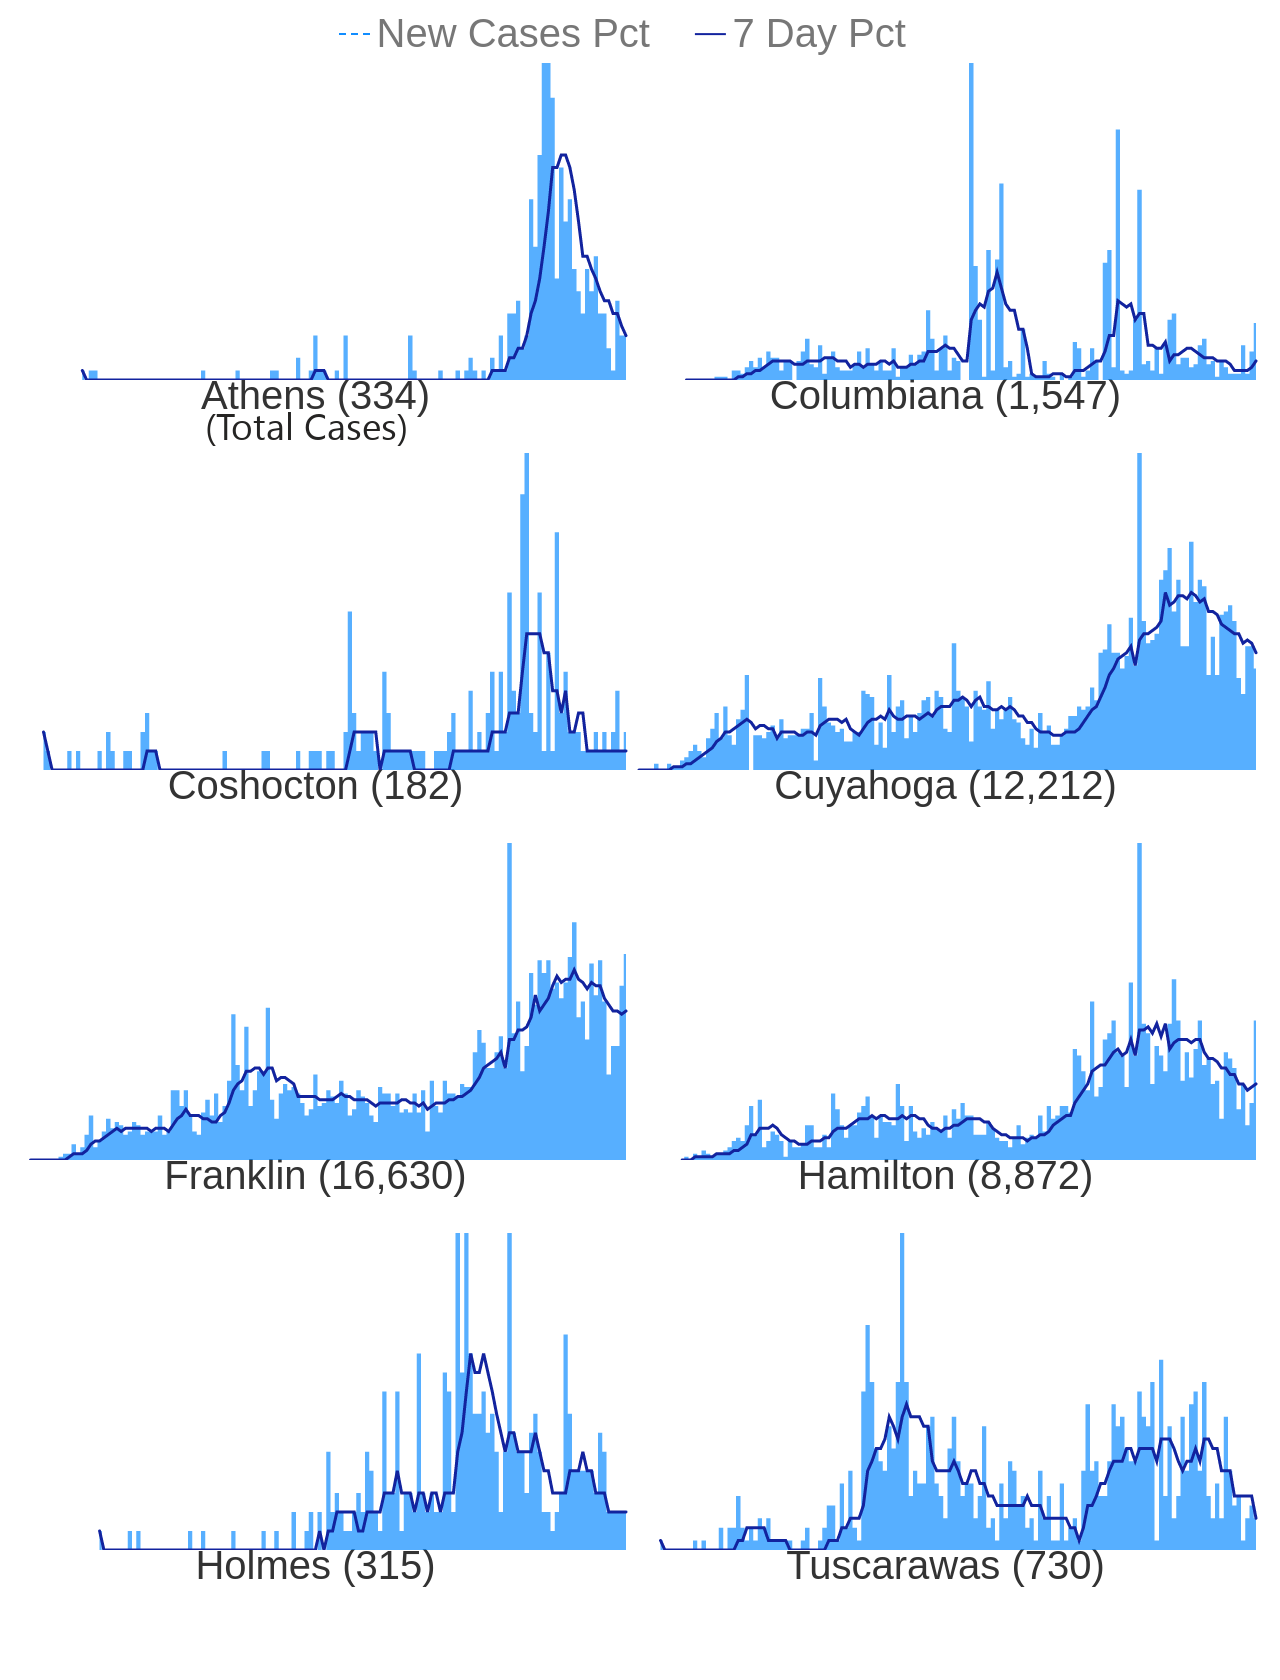 New Cases Pct 7 Day Pct
Athens (334) Columbiana (1,547)
(Total Cases)
Coshocton (182) Cuyahoga (12,212)
Franklin (16,630) Hamilton (8,872)
Holmes (315) Tuscarawas (730)